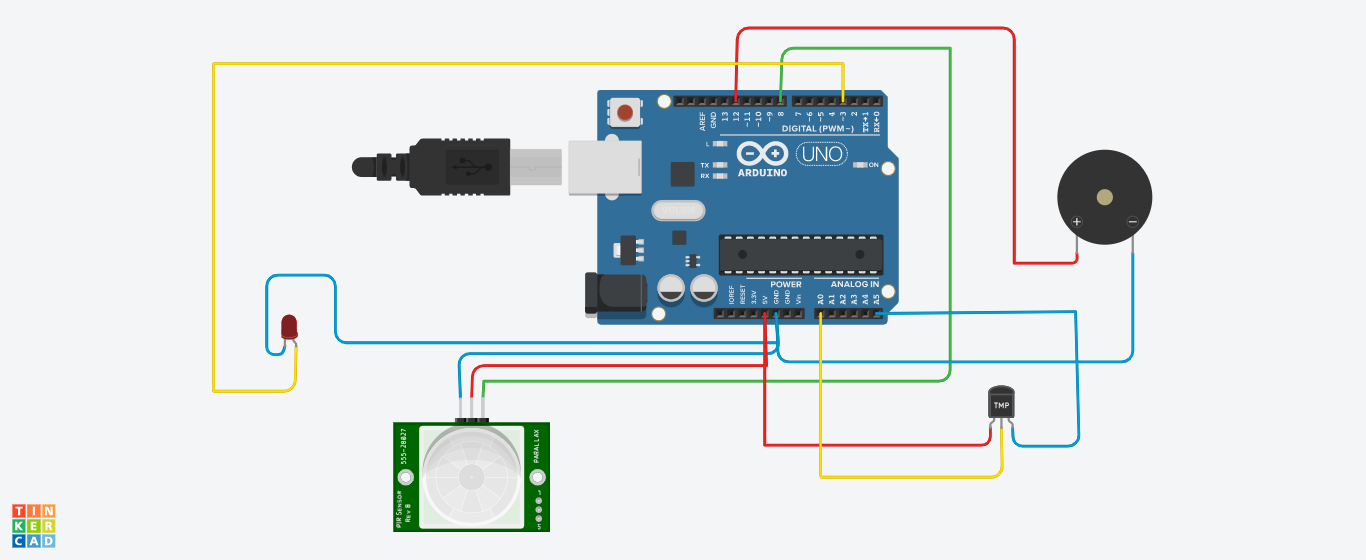 AREF
GND
13
12
~11
~10
~9
8
7
~6
~5
4
~3
2
TX→1
RX←0
DIGITAL (PWM~)
L
TX
RX
UNO
ON
ARDUINO
POWER
ANALOG IN
IOREF
RESET
3.3V
5V
GND
GND
Vin
A0
A1
A2
A3
A4
A5
TMP
555-28027
PARALLAX
PIR Sensor
Rev B
TIN
KER
CAD